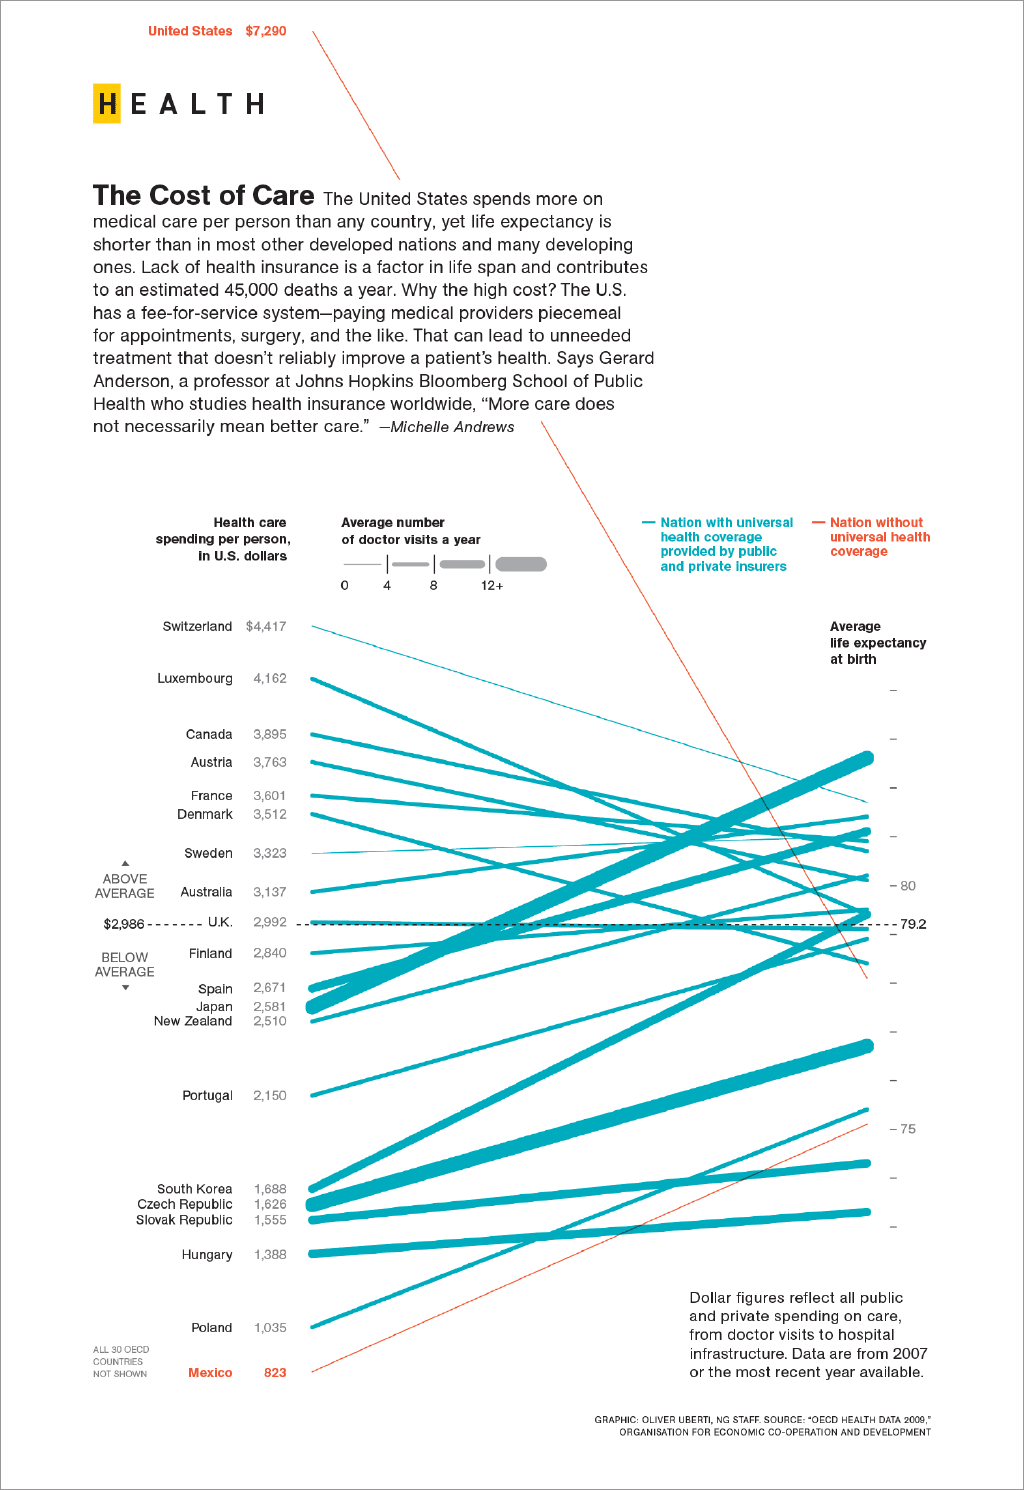 United States $7,290
HEALTH
The Cost of Care The United States spends more on
medical care per person than any country, yet life expectancy is
shorter than in most other developed nations and many developing
ones. Lack of health insurance is a factor in life span and contributes
to an estimated 45,000 deaths a year. Why the high cost? The U.S.
has a fee-for-service system—paying medical providers piecemeal
for appointments, surgery, and the like. That can lead to unneeded
treatment that doesn’t reliably improve a patient’s health. Says Gerard
Anderson, a professor at Johns Hopkins Bloomberg School of Public
Health who studies health insurance worldwide, “More care does
not necessarily mean better care.” —Michelle Andrews
Health care
spending per person,
in U.S. dollars
Average number
of doctor visits a year
0 4 8 12+
Nation with universal
health coverage
provided by public
and private insurers
Nation without
universal health
coverage
Average
life expectancy
at birth
Switzerland $4,417
Luxembourg 4,162
Canada 3,895
Austria 3,763
France 3,601
Denmark 3,512
Sweden 3,323
ABOVE
AVERAGE
Australia 3,137
80
$2,986
U.K. 2,992
79.2
BELOW
AVERAGE
Finland 2,840
Spain 2,671
Japan 2,581
New Zealand 2,510
Portugal 2,150
75
South Korea 1,688
Czech Republic 1,626
Slovak Republic 1,555
Hungary 1,388
Poland 1,035
Mexico 823
ALL 30 OECD
COUNTRIES
NOT SHOWN
Dollar figures reflect all public
and private spending on care,
from doctor visits to hospital
infrastructure. Data are from 2007
or the most recent year available.
GRAPHIC: OLIVER UBERTI, NG STAFF. SOURCE: “OECD HEALTH DATA 2009,”
ORGANISATION FOR ECONOMIC CO-OPERATION AND DEVELOPMENT